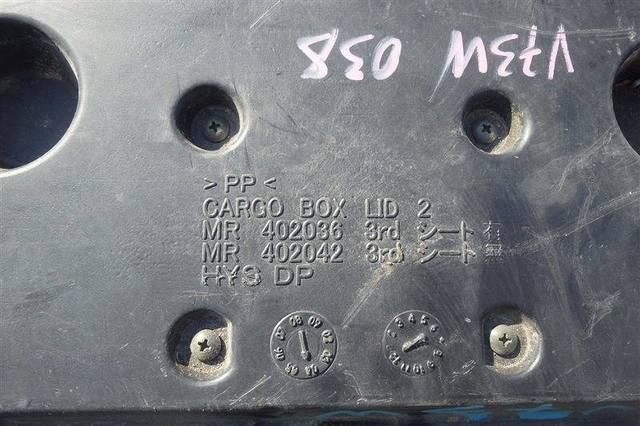 V73W 038
>PP<
CARGO BOX LID 2
MR 402036 3rd シート 有
MR 402042 3rd シート 無
HYS DP